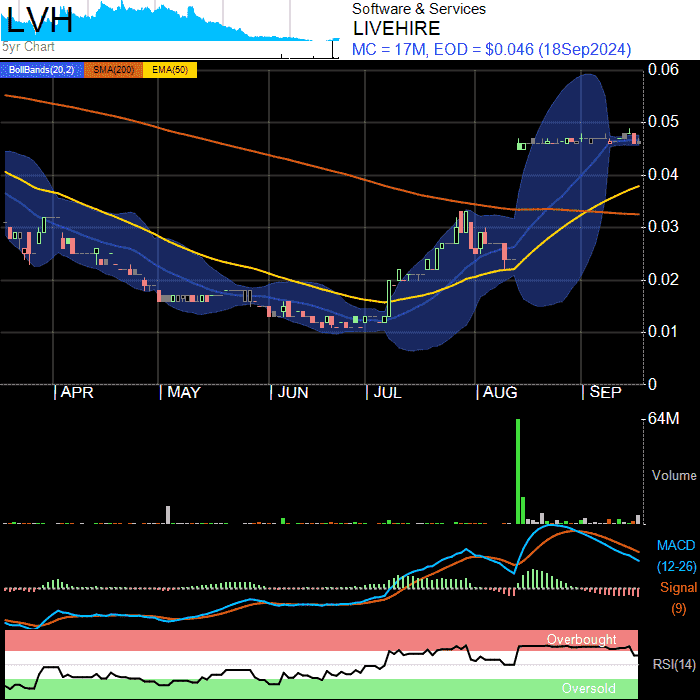 LVH
5yr Chart
Software & Services
LIVEHIRE
MC = 17M, EOD = $0.046 (18Sep2024)
BollBands(20,2) SMA(200) EMA(50)
0.06
0.05
0.04
0.03
0.02
0.01
0
APR MAY JUN JUL AUG SEP
64M
Volume
MACD
(12-26)
Signal
(9)
Overbought
RSI(14)
Oversold